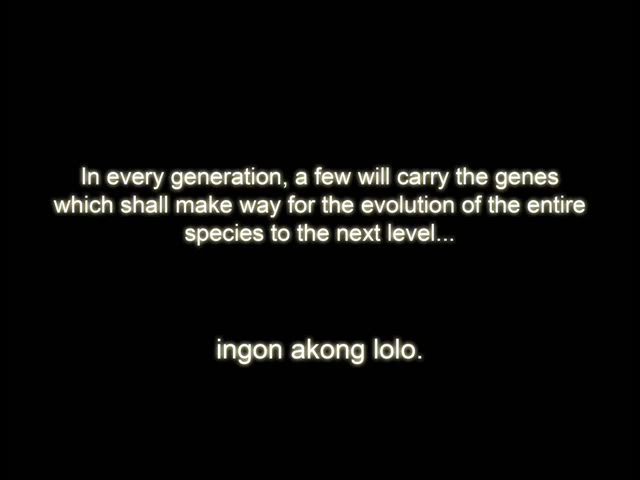 In every generation, a few will carry the genes
which shall make way for the evolution of the entire
species to the next level...
ingon akong lolo.